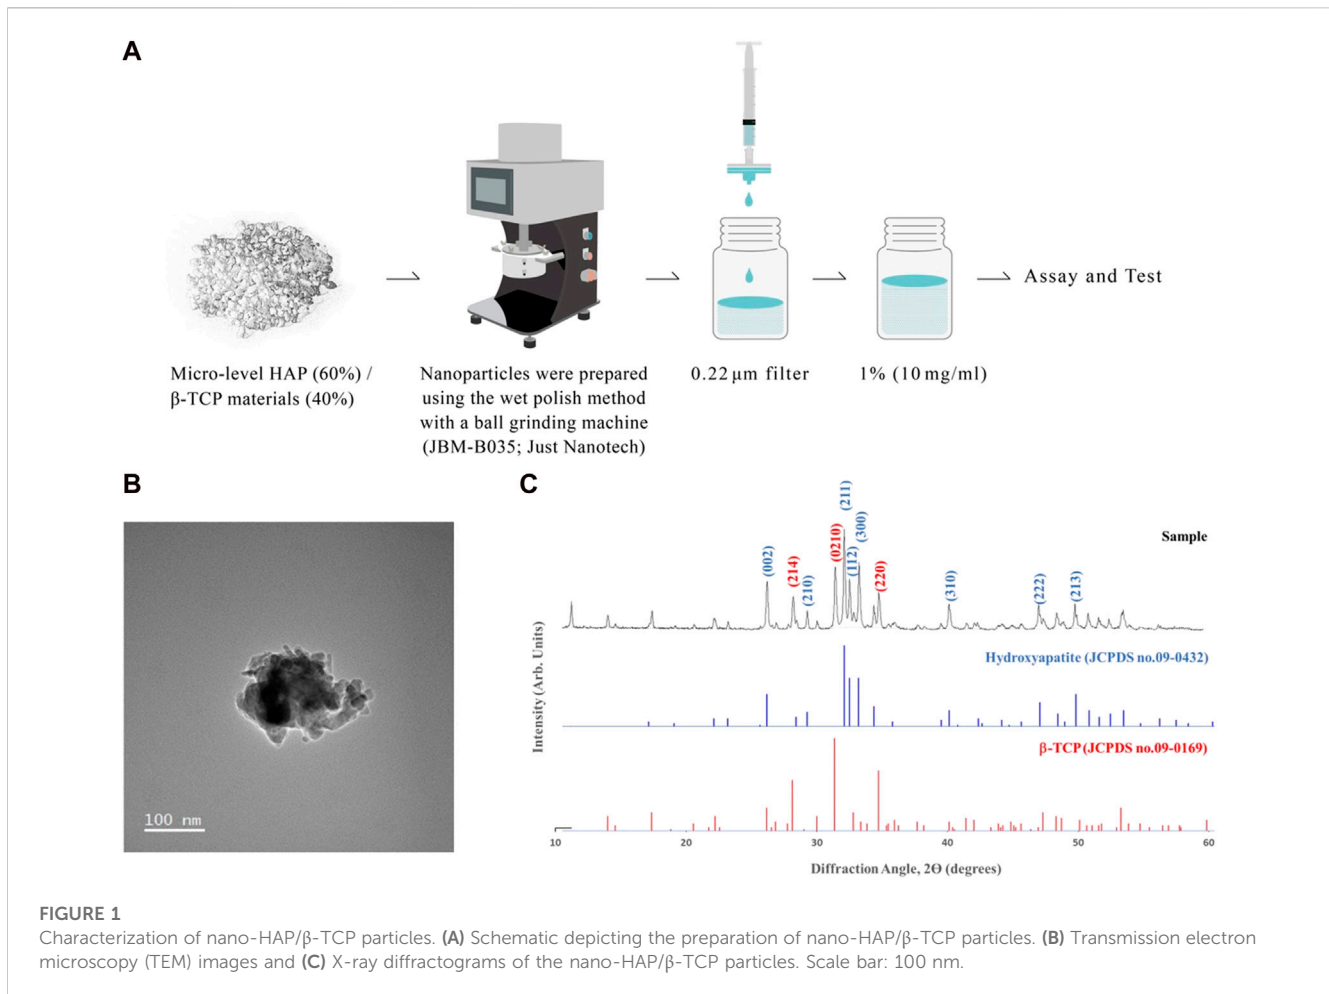 A
Micro-level HAP (60%) /
β-TCP materials (40%)
Nanoparticles were prepared
using the wet polish method
with a ball grinding machine
(JBM-B035; Just Nanotech)
0.22 μm filter
1% (10 mg/ml)
Assay and Test
B
100 nm
C
(002)
(214)
(210)
(0210)
(211)
(112)
(300)
(220)
(310)
(222)
(213)
Sample
Hydroxyapatite (JCPDS no.09-0432)
β-TCP (JCPDS no.09-0169)
Intensity (Arb. Units)
10 20 30 40 50 60
Diffraction Angle, 2Θ (degrees)
FIGURE 1
Characterization of nano-HAP/β-TCP particles. (A) Schematic depicting the preparation of nano-HAP/β-TCP particles. (B) Transmission electron
microscopy (TEM) images and (C) X-ray diffractograms of the nano-HAP/β-TCP particles. Scale bar: 100 nm.